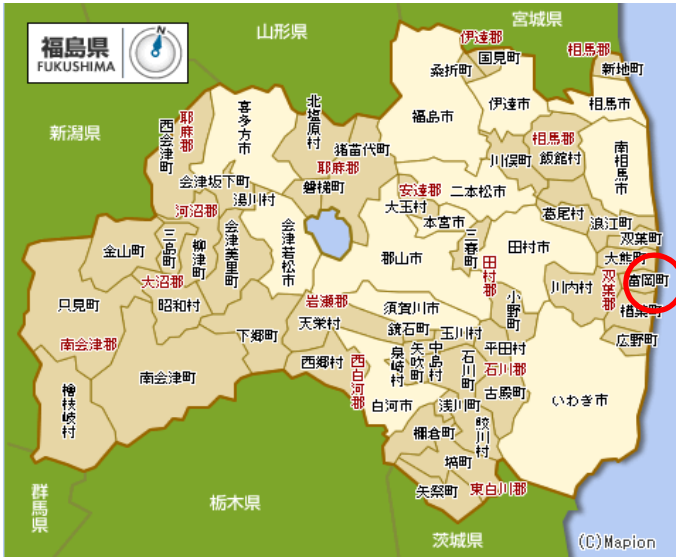 福島県
FUKUSHIMA
N
山形県
宮城県
新潟県
伊達郡
国見町
桑折町
相馬郡
新地町
福島市
伊達市
相馬市
喜多方市
北塩原村
耶麻郡
西会津町
猪苗代町
耶麻郡
磐梯町
相馬郡
川俣町
飯館村
南相馬市
会津坂下町
湯川村
安達郡
二本松市
大玉村
本宮市
葛尾村
浪江町
双葉町
河沼郡
三島町
柳津町
会津美里町
会津若松市
金山町
郡山市
三春町
田村郡
田村市
大熊町
富岡町
双葉郡
川内村
楢葉町
大沼郡
只見町
昭和村
岩瀬郡
天栄村
須賀川市
小野町
広野町
南会津郡
下郷町
西郷村
鏡石町
玉川村
平田村
石川郡
西白河郡
泉崎村
矢吹町
中島村
石川町
古殿町
いわき市
南会津町
檜枝岐村
白河市
浅川町
鮫川村
棚倉町
塙町
矢祭町
東白川郡
群馬県
栃木県
茨城県
(C)Mapion